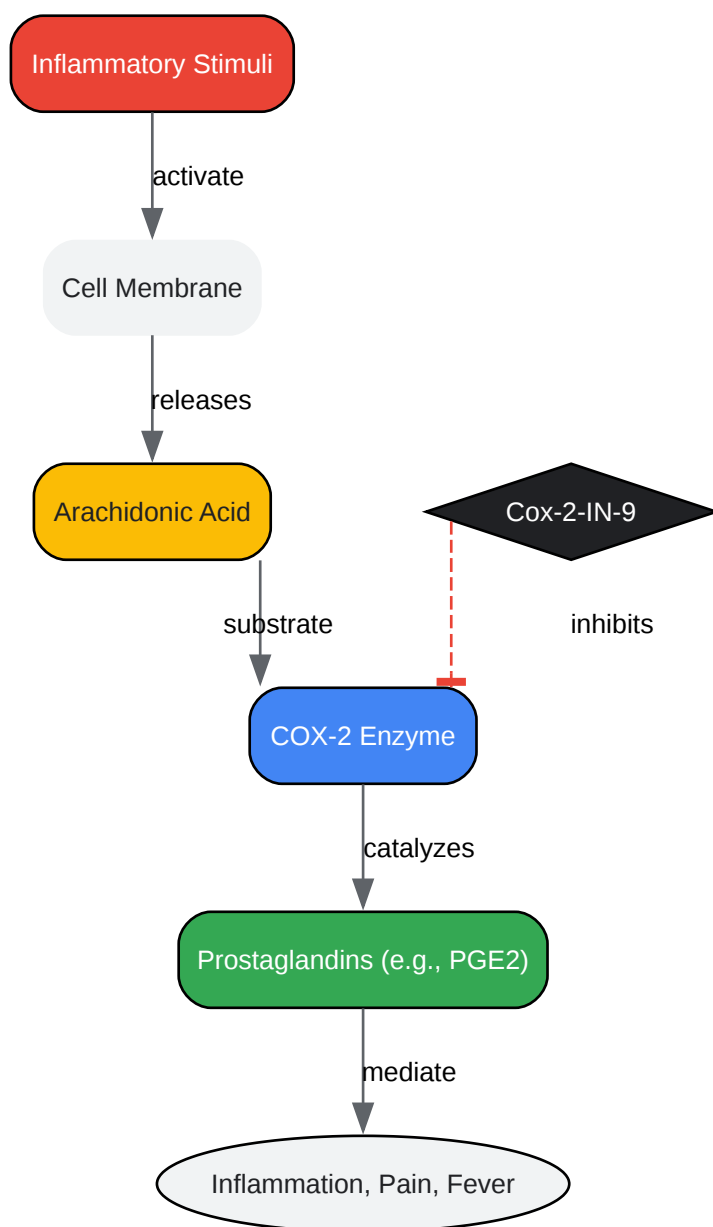 Inflammatory Stimuli
activate
Cell Membrane
releases
Arachidonic Acid
Cox-2-IN-9
substrate
inhibits
COX-2 Enzyme
catalyzes
Prostaglandins (e.g., PGE2)
mediate
Inflammation, Pain, Fever